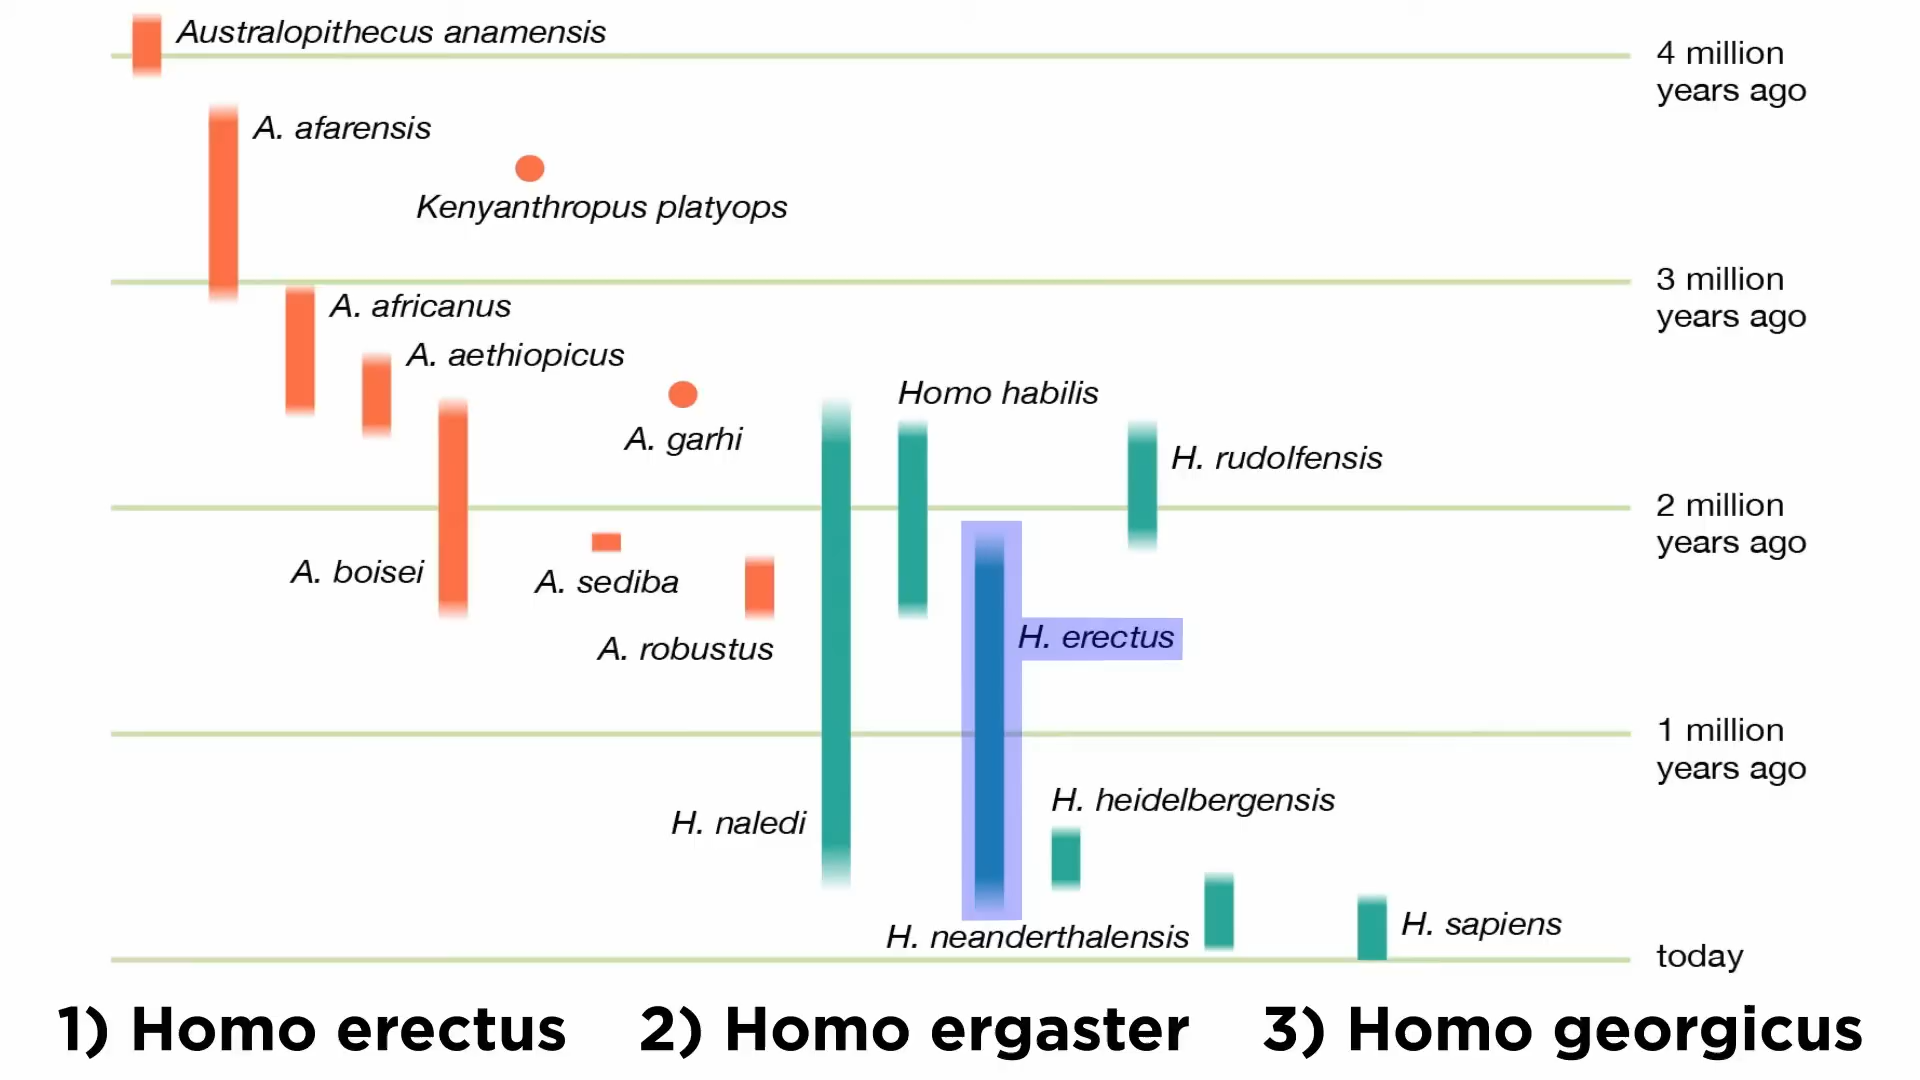 Australopithecus anamensis
4 million
years ago
A. afarensis
Kenyanthropus platyops
3 million
years ago
A. africanus
A. aethiopicus
Homo habilis
A. garhi
H. rudolfensis
2 million
years ago
A. boisei
A. sediba
H. erectus
A. robustus
1 million
years ago
H. heidelbergensis
H. naledi
H. neanderthalensis
H. sapiens
today
1) Homo erectus 2) Homo ergaster 3) Homo georgicus